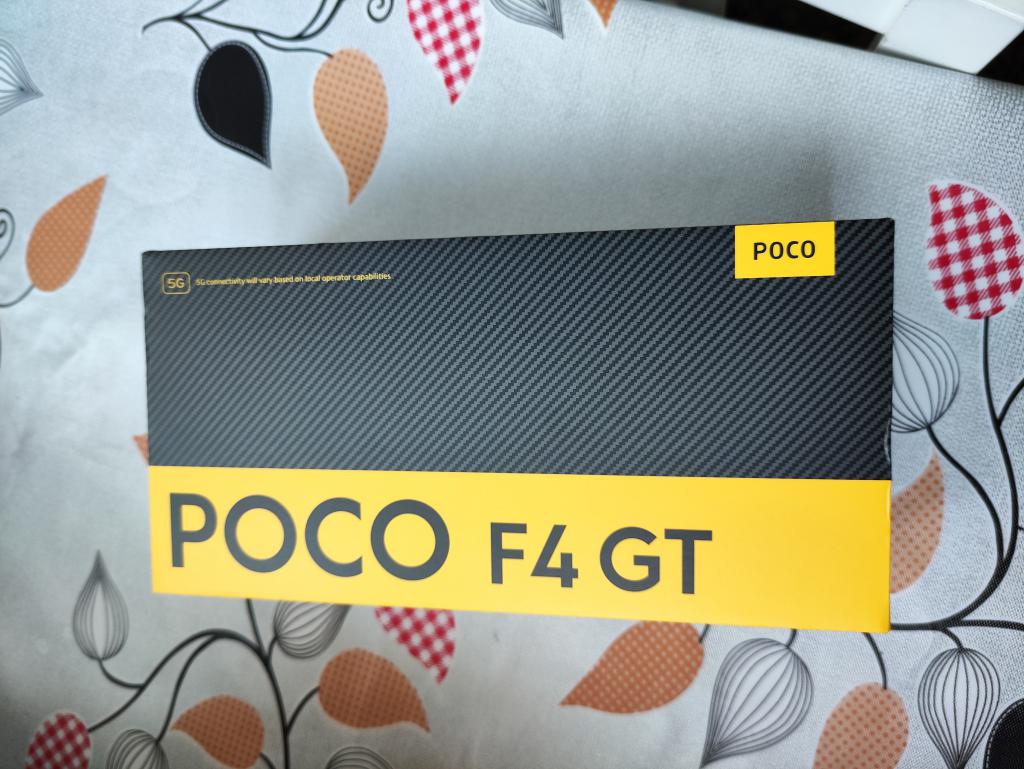 POCO
5G 5G connectivity will vary based on local operator capabilities
POCO F4 GT